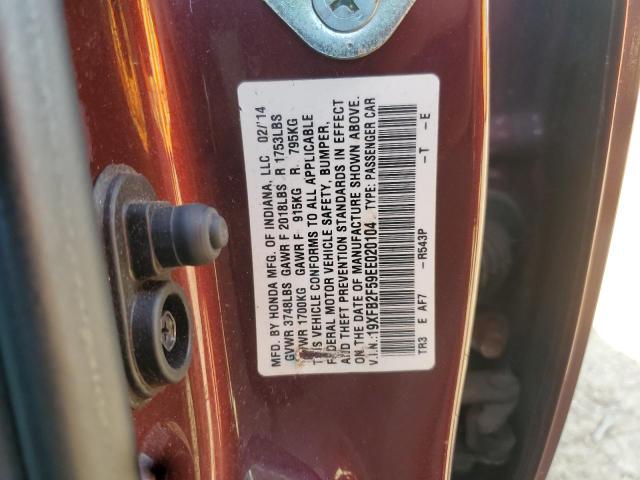 MFD. BY HONDA MFG. OF INDIANA, LLC 02/'14
GVWR 3748LBS GAWR F 2018LBS R 1753LBS
GVWR 1700KG GAWR F 915KG R 795KG
THIS VEHICLE CONFORMS TO ALL APPLICABLE
FEDERAL MOTOR VEHICLE SAFETY, BUMPER,
AND THEFT PREVENTION STANDARDS IN EFFECT
ON THE DATE OF MANUFACTURE SHOWN ABOVE.
V.I.N.:19XFB2F59EE020104 TYPE: PASSENGER CAR
TR3 E AF7 -R543P -T -E